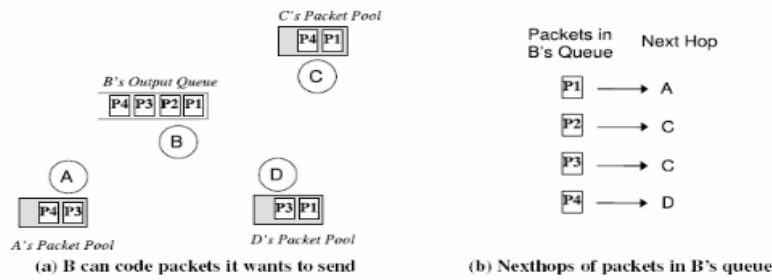 C's Packet Pool
P4 P1
C
B's Output Queue
P4 P3 P2 P1
B
A
P4 P3
A's Packet Pool
D
P3 P1
D's Packet Pool
(a) B can code packets it wants to send
Packets in B's Queue
Next Hop
P1 A
P2 C
P3 C
P4 D
(b) Nexthops of packets in B's queue